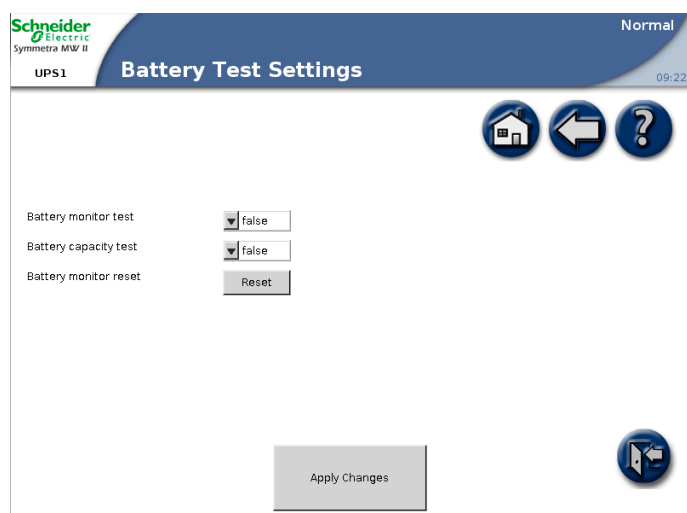 Schneider
Electric
Symmetra MW II
UPS1
Battery Test Settings
Normal
09:22
?
Battery monitor test
false
Battery capacity test
false
Battery monitor reset
Reset
Apply Changes